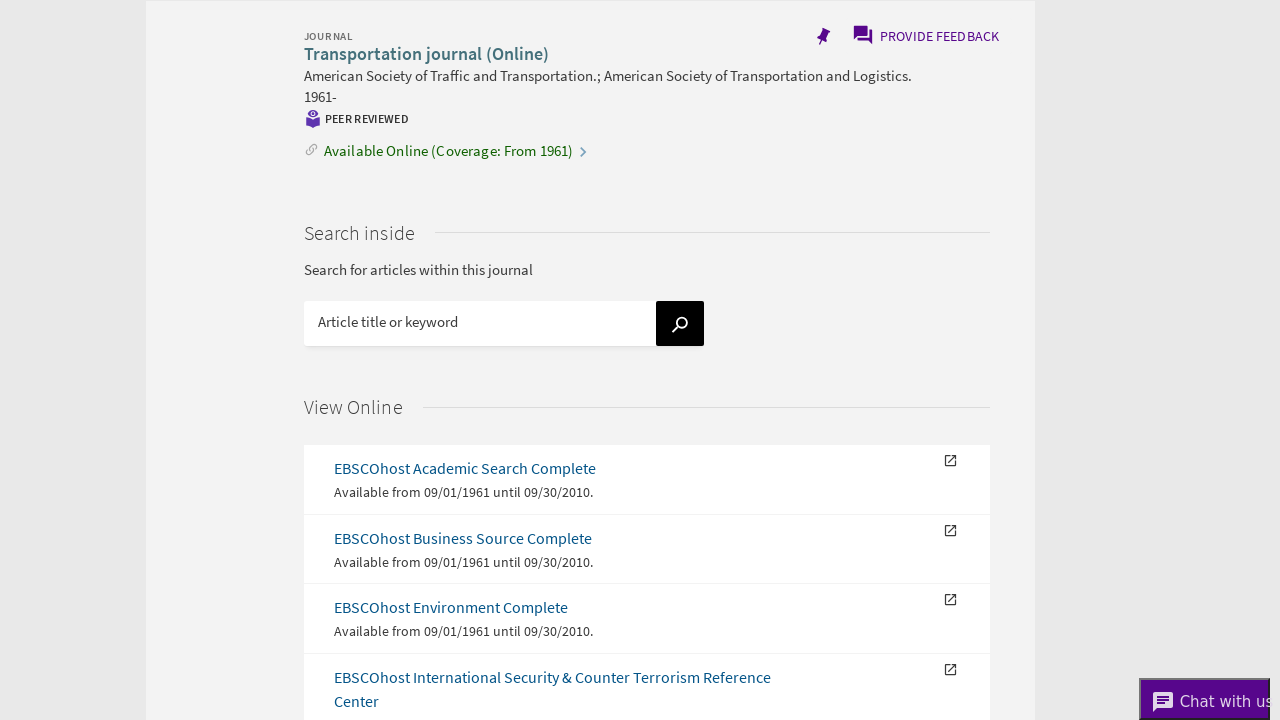 JOURNAL
PROVIDE FEEDBACK
Transportation journal (Online)
American Society of Traffic and Transportation.; American Society of Transportation and Logistics.
1961-
PEER REVIEWED
Available Online (Coverage: From 1961)
Search inside
Search for articles within this journal
Article title or keyword
View Online
EBSCOhost Academic Search Complete
Available from 09/01/1961 until 09/30/2010.
EBSCOhost Business Source Complete
Available from 09/01/1961 until 09/30/2010.
EBSCOhost Environment Complete
Available from 09/01/1961 until 09/30/2010.
EBSCOhost International Security & Counter Terrorism Reference
Center
Chat with us